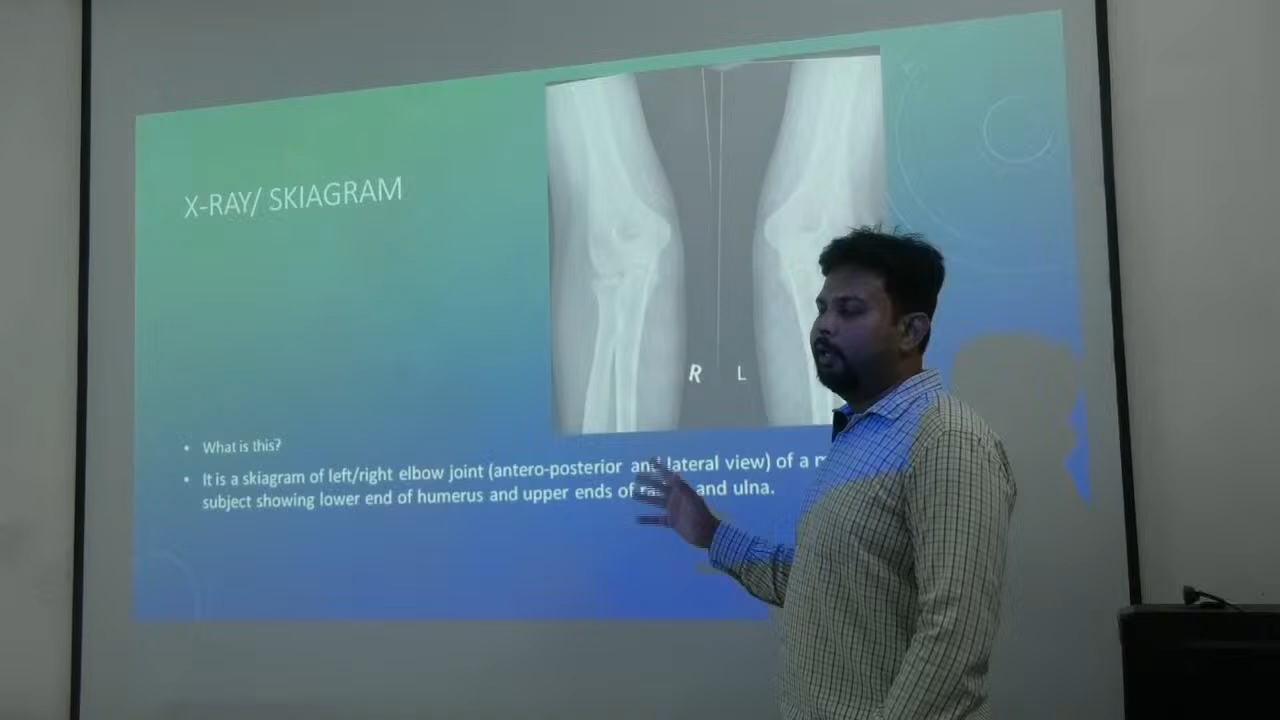 X-RAY/ SKIAGRAM
R L
• What is this?
• It is a skiagram of left/right elbow joint (antero-posterior and lateral view) of a
subject showing lower end of humerus and upper ends of and ulna.